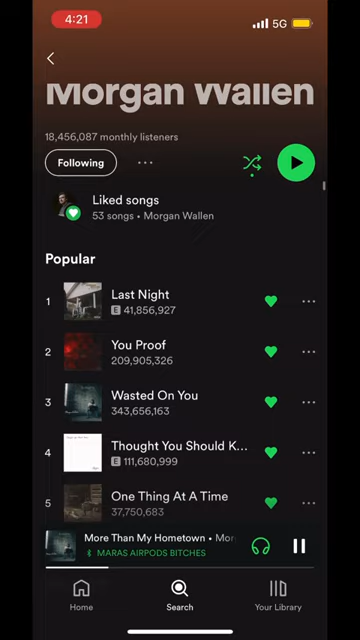 4:21
5G
Morgan Wallen
18,456,087 monthly listeners
Following
Liked songs
53 songs • Morgan Wallen
Popular
1 Last Night
E 41,856,927
2 You Proof
209,905,326
3 Wasted On You
343,656,163
4 Thought You Should K...
E 111,680,999
5 One Thing At A Time
37,750,683
More Than My Hometown • Mor
MARAS AIRPODS BITCHES
Home Search Your Library